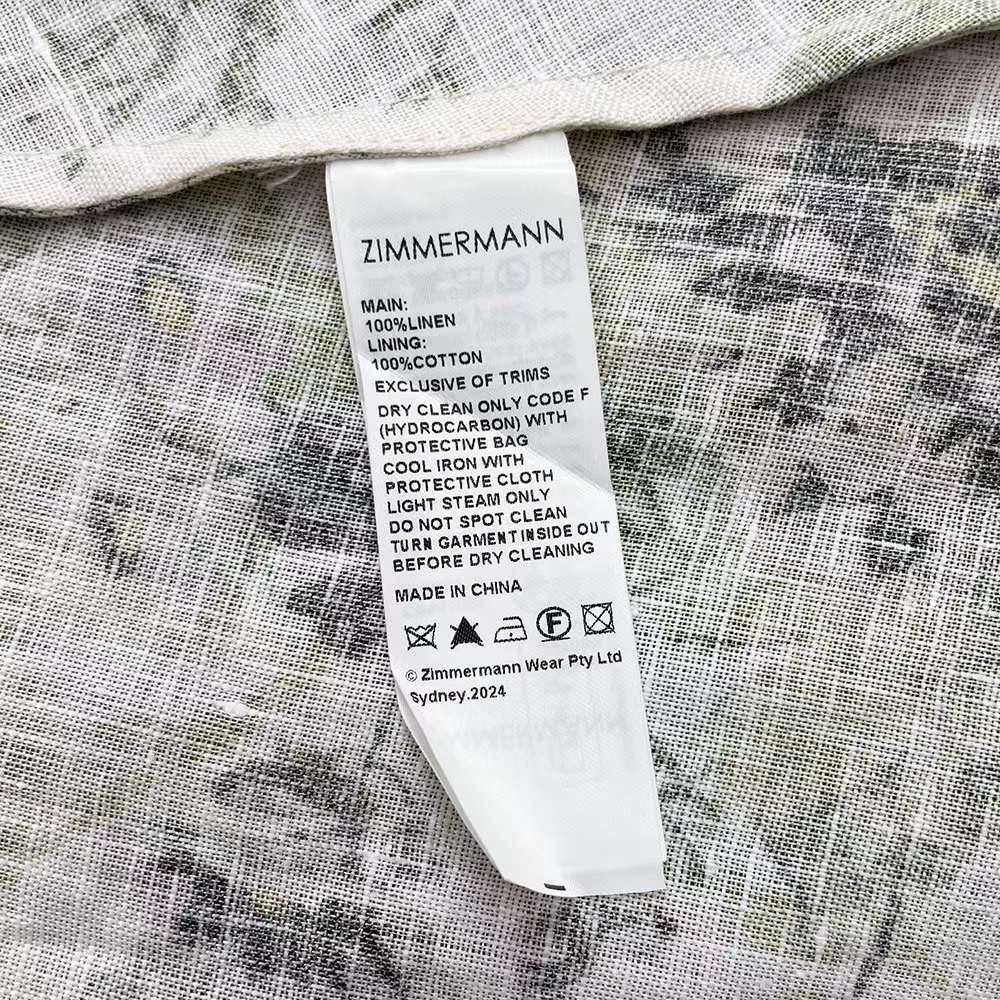 ZIMMERMANN
MAIN:
100%LINEN
LINING:
100%COTTON
EXCLUSIVE OF TRIMS
DRY CLEAN ONLY CODE F
(HYDROCARBON) WITH
PROTECTIVE BAG
COOL IRON WITH
PROTECTIVE CLOTH
LIGHT STEAM ONLY
DO NOT SPOT CLEAN
TURN GARMENT INSIDE OUT
BEFORE DRY CLEANING
MADE IN CHINA
F
© Zimmermann Wear Pty Ltd
Sydney.2024